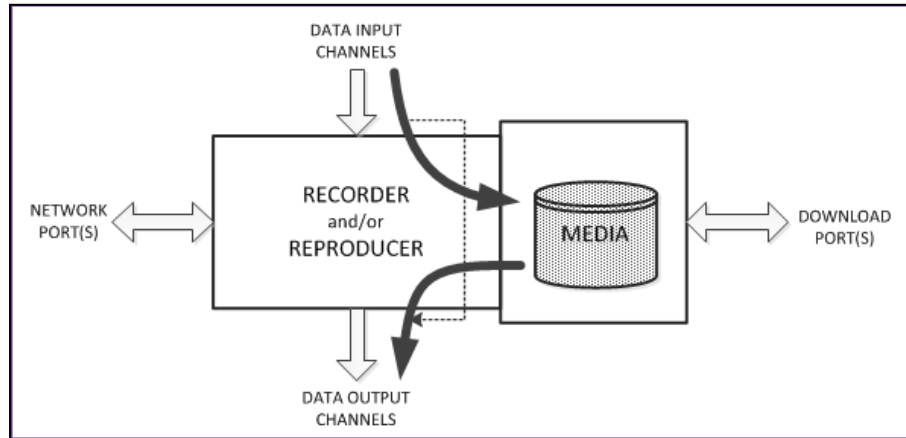 DATA INPUT
CHANNELS
RECORDER
and/or
REPRODUCER
NETWORK
PORT(S)
MEDIA
DOWNLOAD
PORT(S)
DATA OUTPUT
CHANNELS